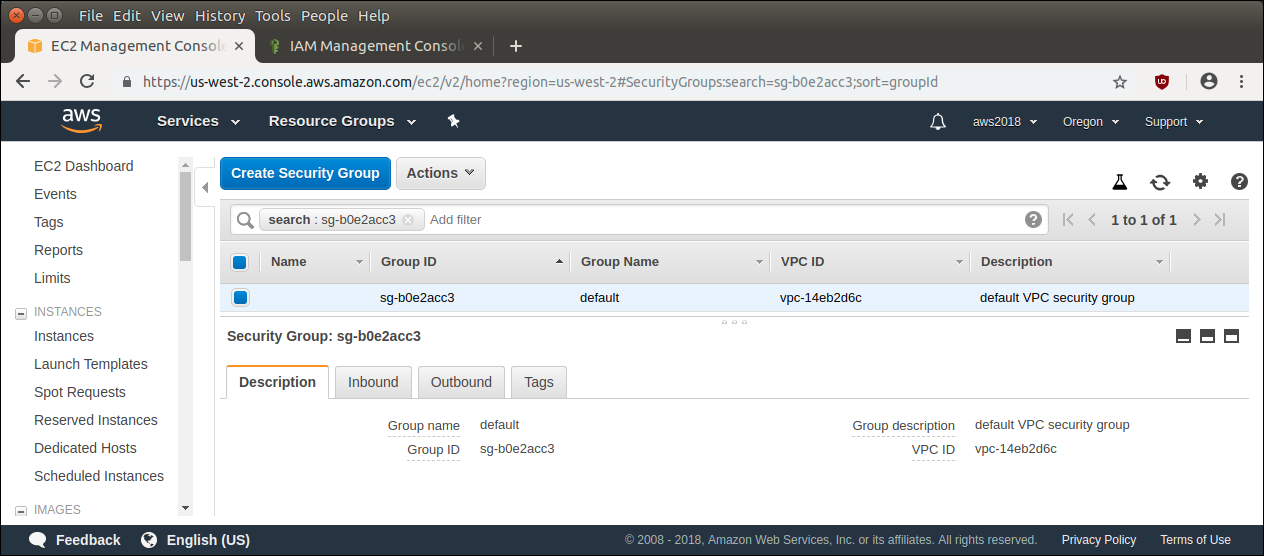 File Edit View History Tools People Help
EC2 Management Console
IAM Management Consol
https://us-west-2.console.aws.amazon.com/ec2/v2/home?region=us-west-2#SecurityGroups:search=sg-b0e2acc3;sort=groupId
aws Services Resource Groups aws2018 Oregon Support
EC2 Dashboard
Events
Tags
Reports
Limits
INSTANCES
Instances
Launch Templates
Spot Requests
Reserved Instances
Dedicated Hosts
Scheduled Instances
IMAGES
Create Security Group Actions
search : sg-b0e2acc3 Add filter 1 to 1 of 1
Name Group ID Group Name VPC ID Description
sg-b0e2acc3 default vpc-14eb2d6c default VPC security group
Security Group: sg-b0e2acc3
Description Inbound Outbound Tags
Group name default Group description default VPC security group
Group ID sg-b0e2acc3 VPC ID vpc-14eb2d6c
Feedback English (US) © 2008 - 2018, Amazon Web Services, Inc. or its affiliates. All rights reserved. Privacy Policy Terms of Use